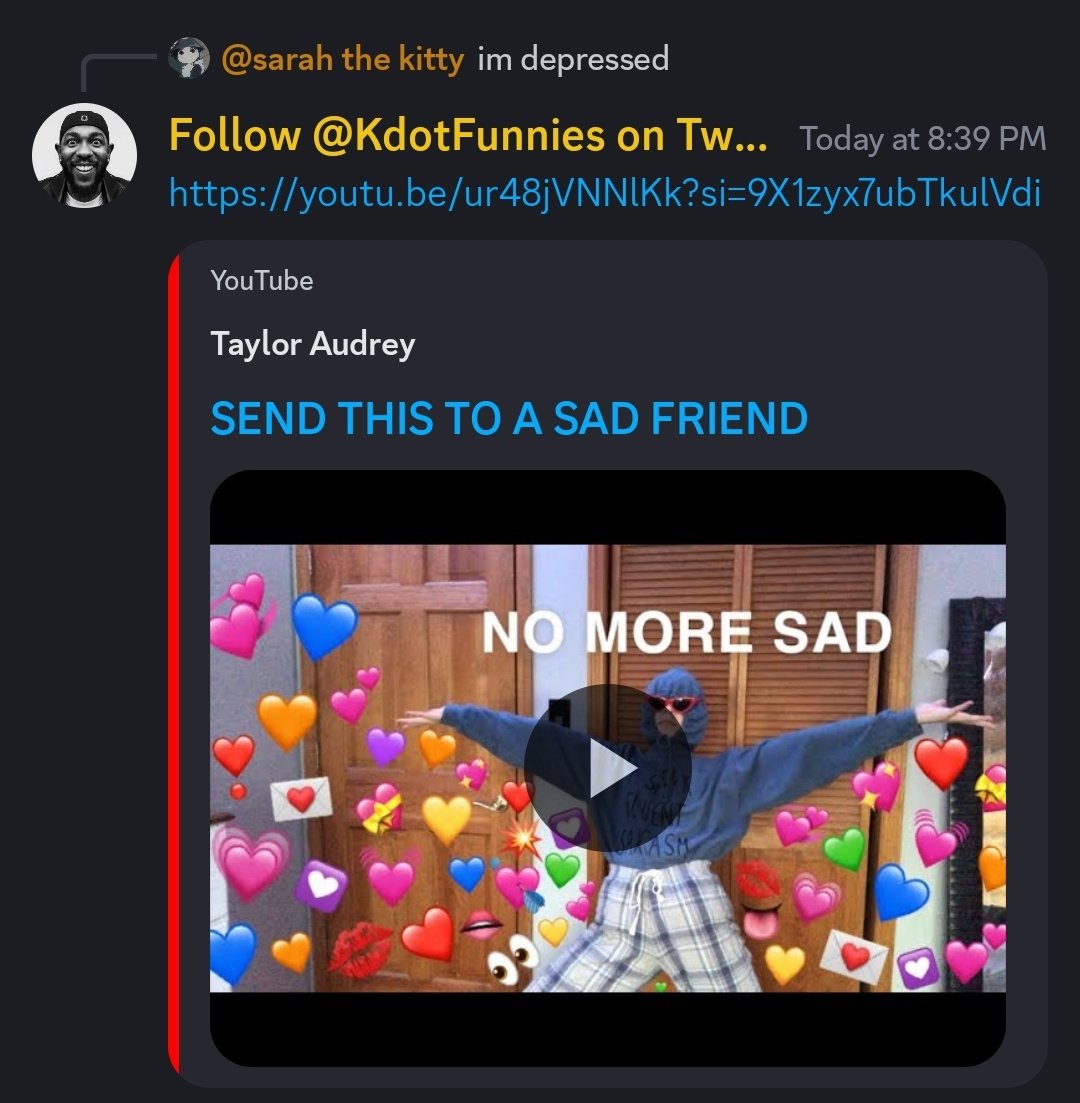 @sarah the kitty im depressed
Follow @KdotFunnies on Tw... Today at 8:39 PM
https://youtu.be/ur48jVNNlKk?si=9X1zyx7ubTkulVdi
YouTube
Taylor Audrey
SEND THIS TO A SAD FRIEND
NO MORE SAD
FLUENT